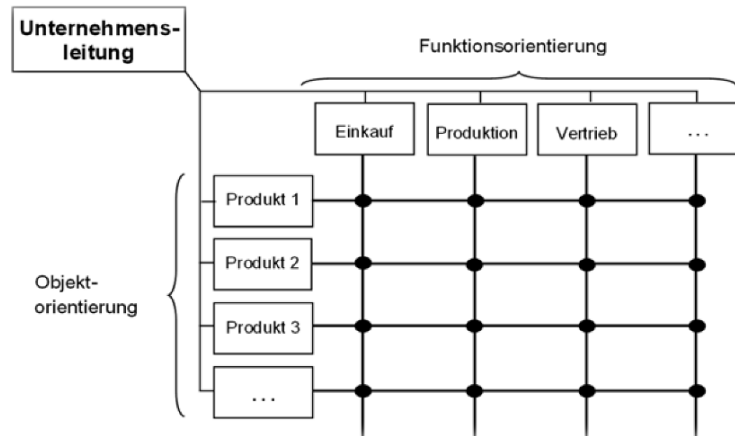 Unternehmens-
leitung
Funktionsorientierung
Einkauf
Produktion
Vertrieb
...
Produkt 1
Produkt 2
Objekt-
orientierung
Produkt 3
...